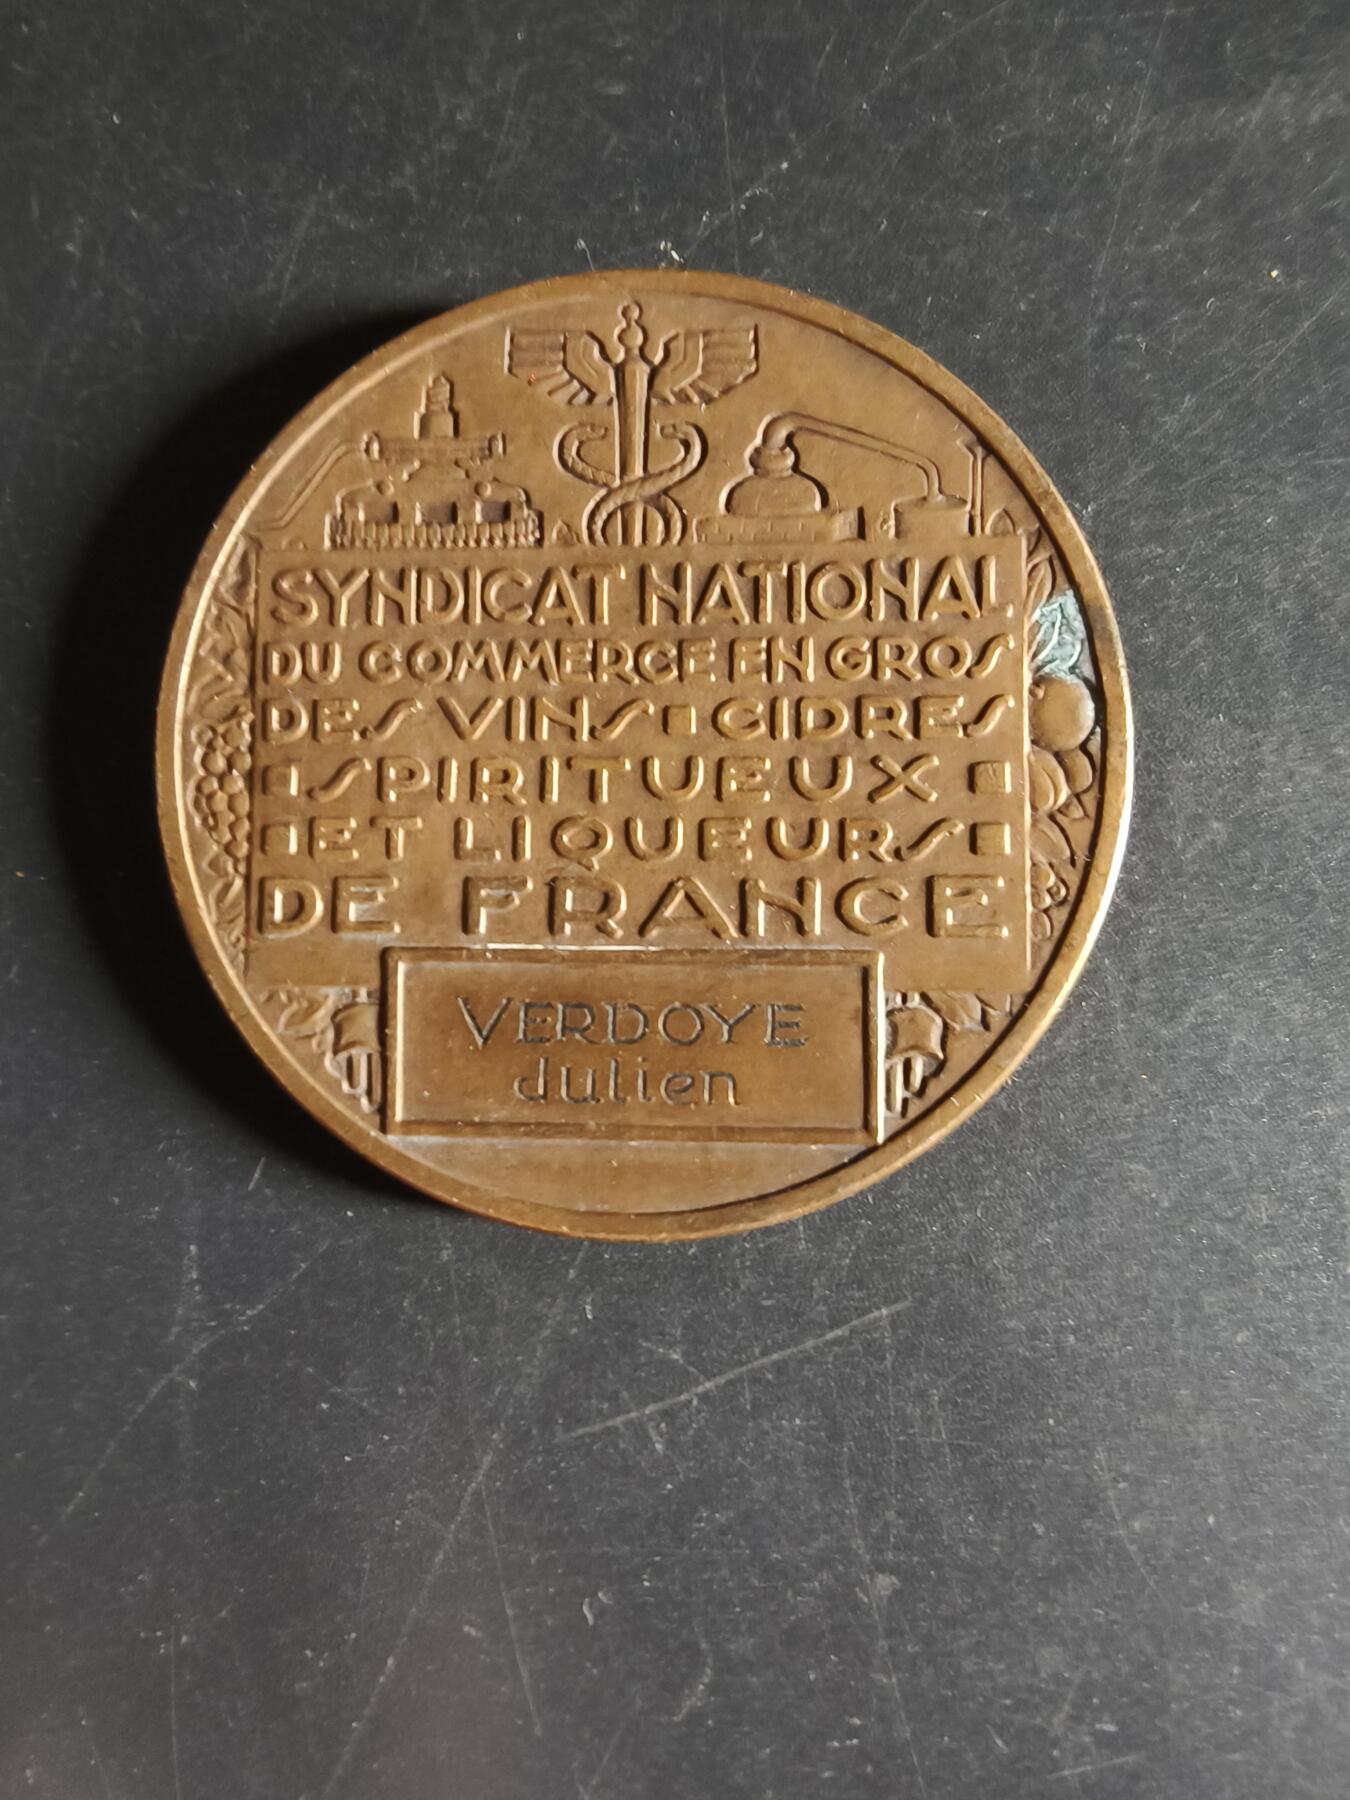 SYNDICAT NATIONAL
DU COMMERCE EN GROS
DES VINS ▪ CIDRES
▪ SPIRITUEUX ▪
▪ ET LIQUEURS ▪
DE FRANCE
VERDOYE
Julien